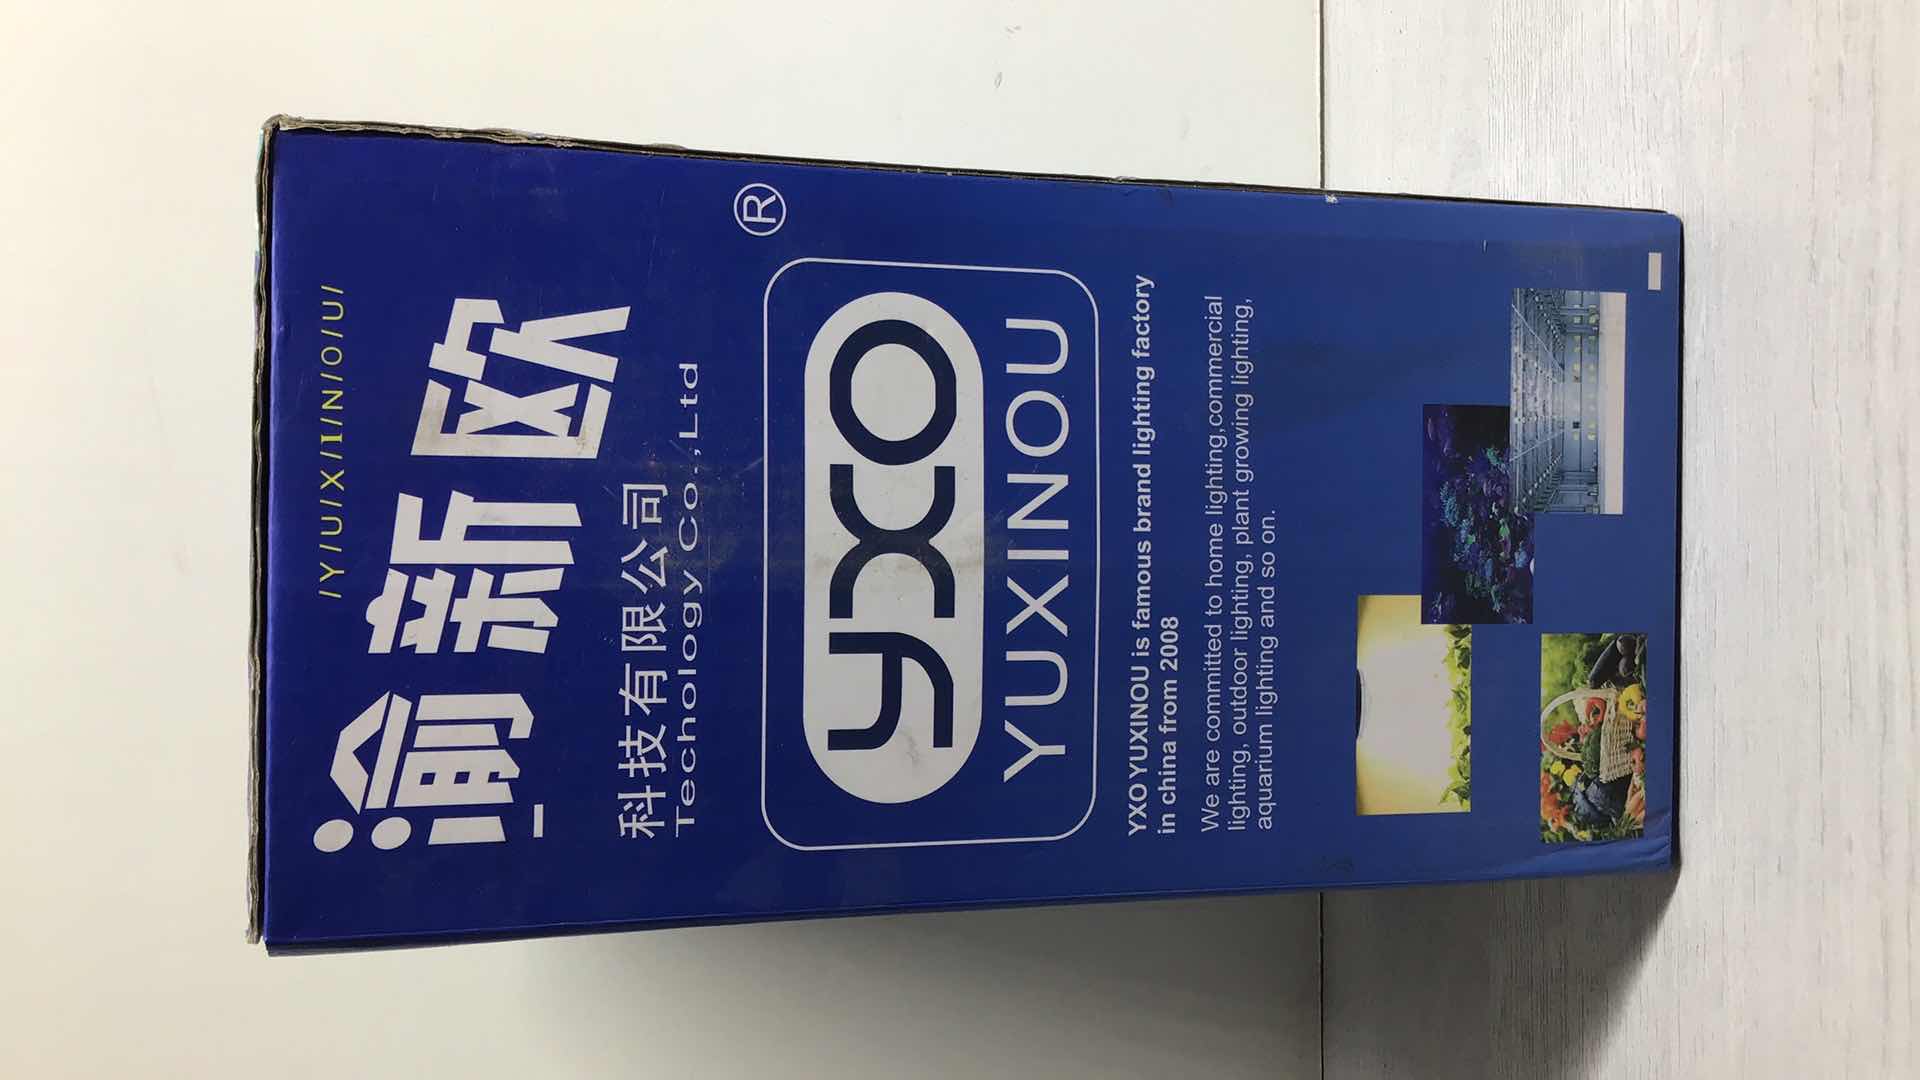 /Y/U/X/I/N/O/U/
渝新欧
科技有限公司
Technology Co.,Ltd
®
yxo
YUXINOU
YXO YUXINOU is famous brand lighting factory
in china from 2008
We are committed to home lighting,commercial
lighting, outdoor lighting, plant growing lighting,
aquarium lighting and so on.